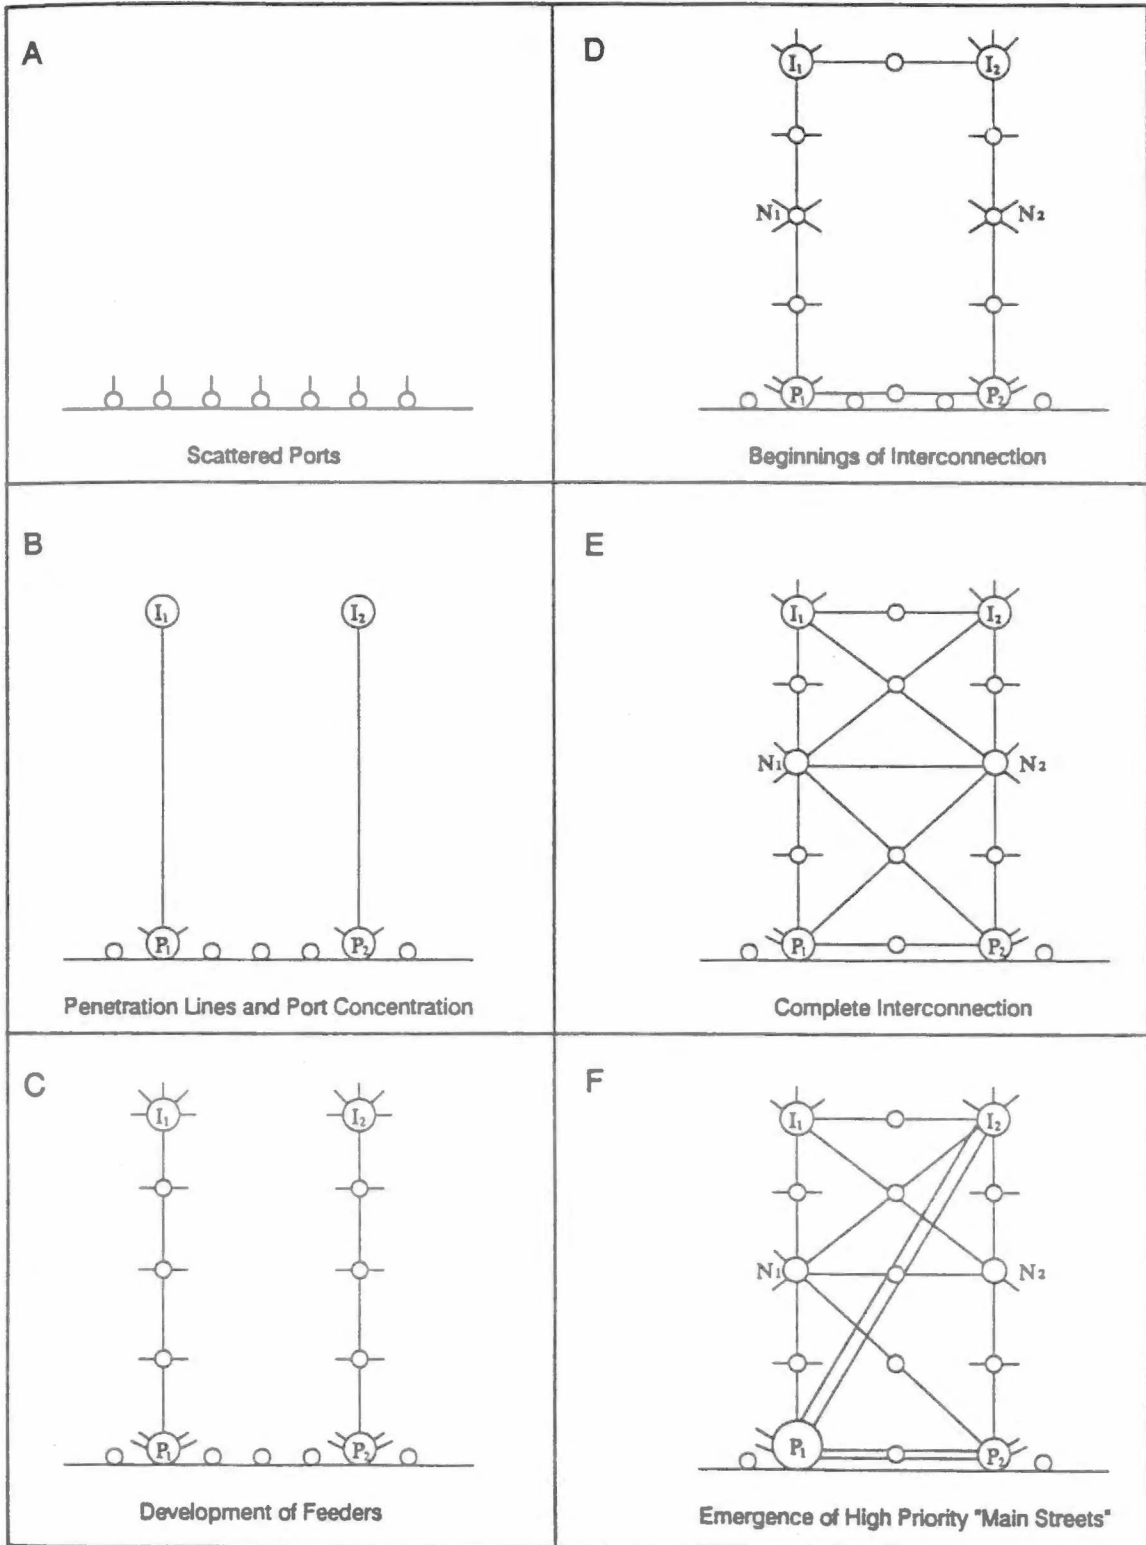 A
Scattered Ports
B
I₁
I₂
P₁
P₂
Penetration Lines and Port Concentration
C
I₁
I₂
P₁
P₂
Development of Feeders
D
I₁
I₂
N₁
N₂
P₁
P₂
Beginnings of Interconnection
E
I₁
I₂
N₁
N₂
P₁
P₂
Complete Interconnection
F
I₁
I₂
N₁
N₂
P₁
P₂
Emergence of High Priority "Main Streets"